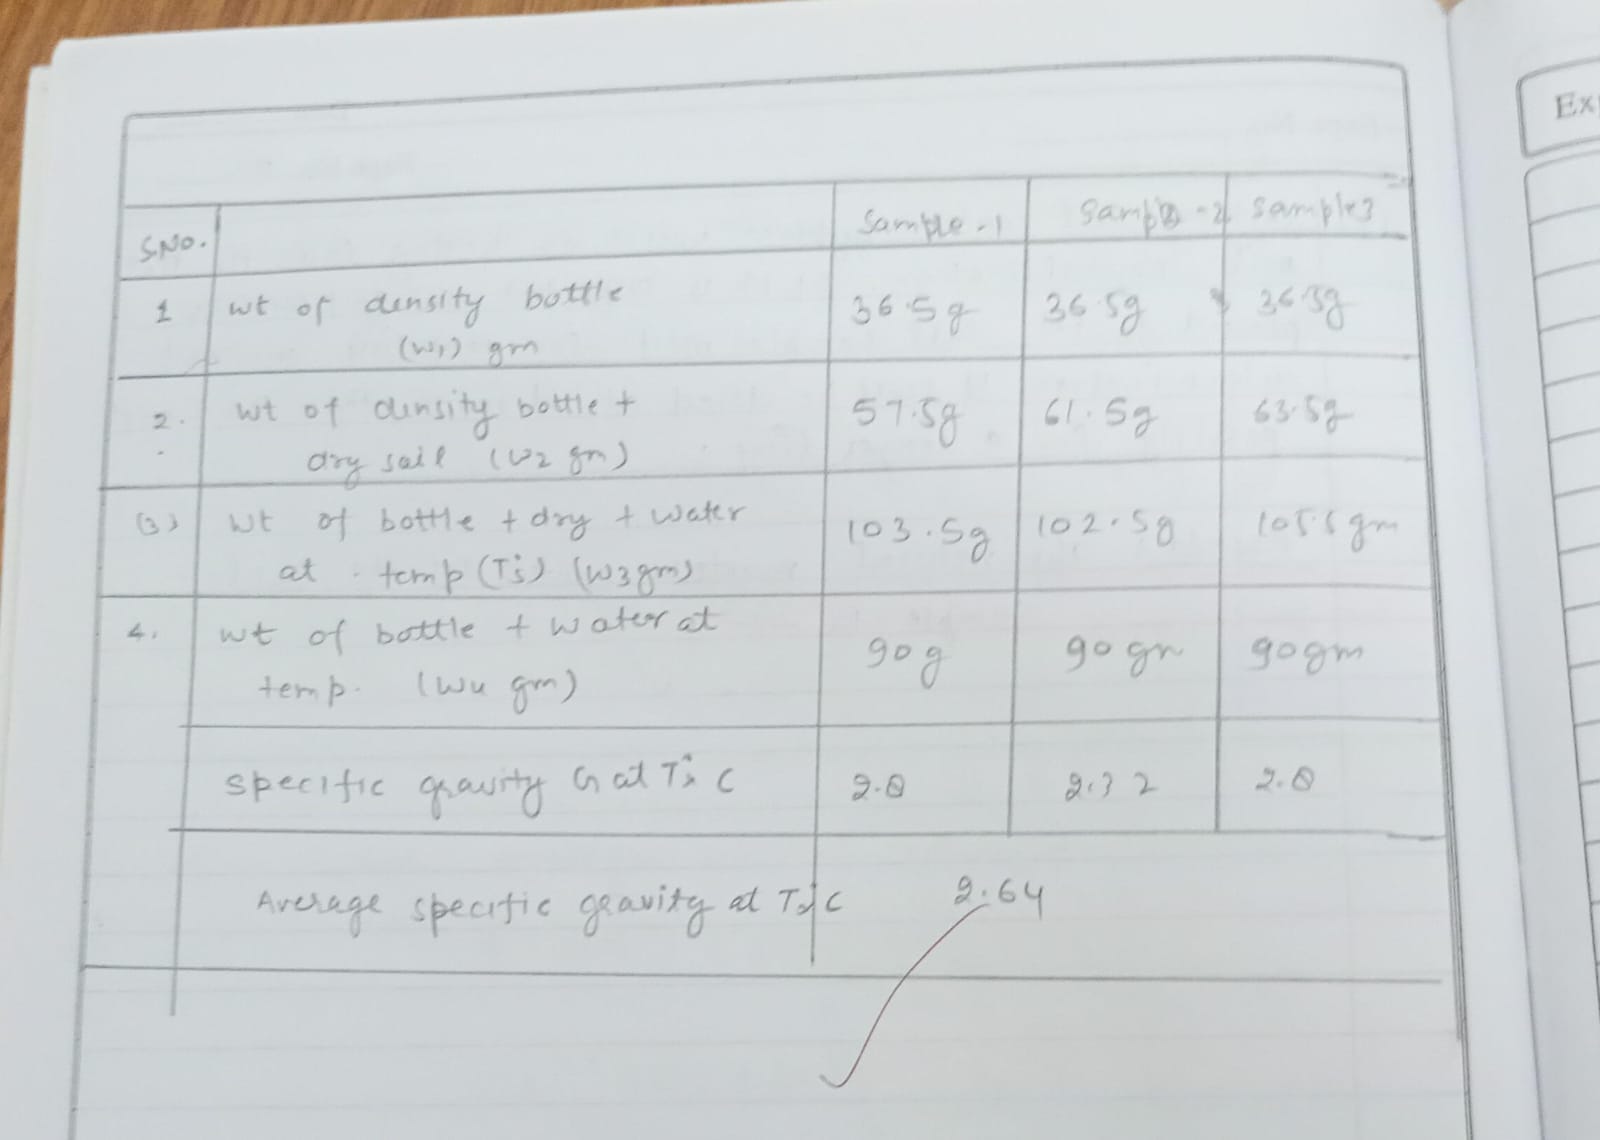 Ex
S.No.
Sample-1
Sample-2
Sample3
1
wt of density bottle
(W1) gm
36.5g
36.5g
36.5g
2.
wt of density bottle +
dry soil (W2 gm)
57.5g
61.5g
63.5g
(3)
wt of bottle + dry + water
at temp (Ti) (W3gm)
103.5g
102.5g
105.5gm
4.
wt of bottle + water at
temp. (W4 gm)
90g
90gm
90gm
specific gravity G at C
2.8
2.32
2.8
Average specific gravity at C
2.64